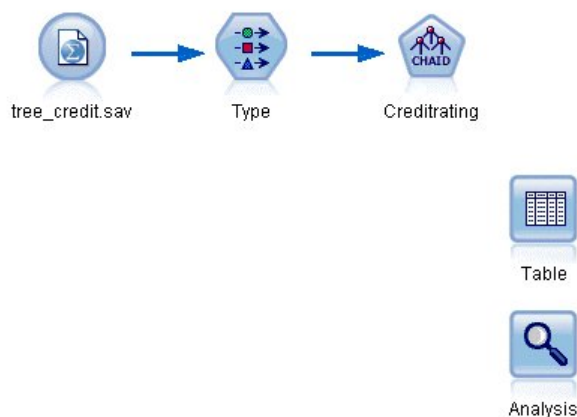 CHAID
tree_credit.sav
Type
Creditrating
Table
Analysis